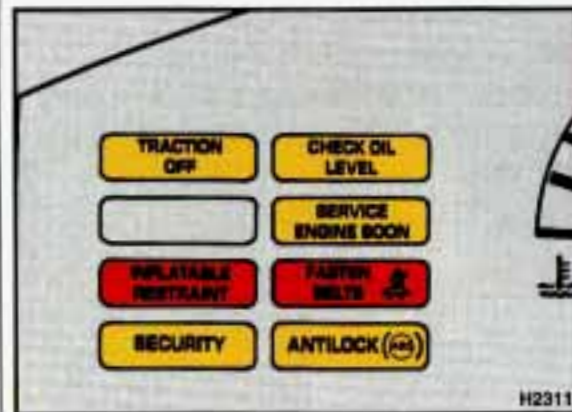 TRACTION
OFF
CHECK OIL
LEVEL
SERVICE
ENGINE SOON
INFLATABLE
RESTRAINT
FASTEN
BELTS
SECURITY
ANTILOCK (ABS)
H2311